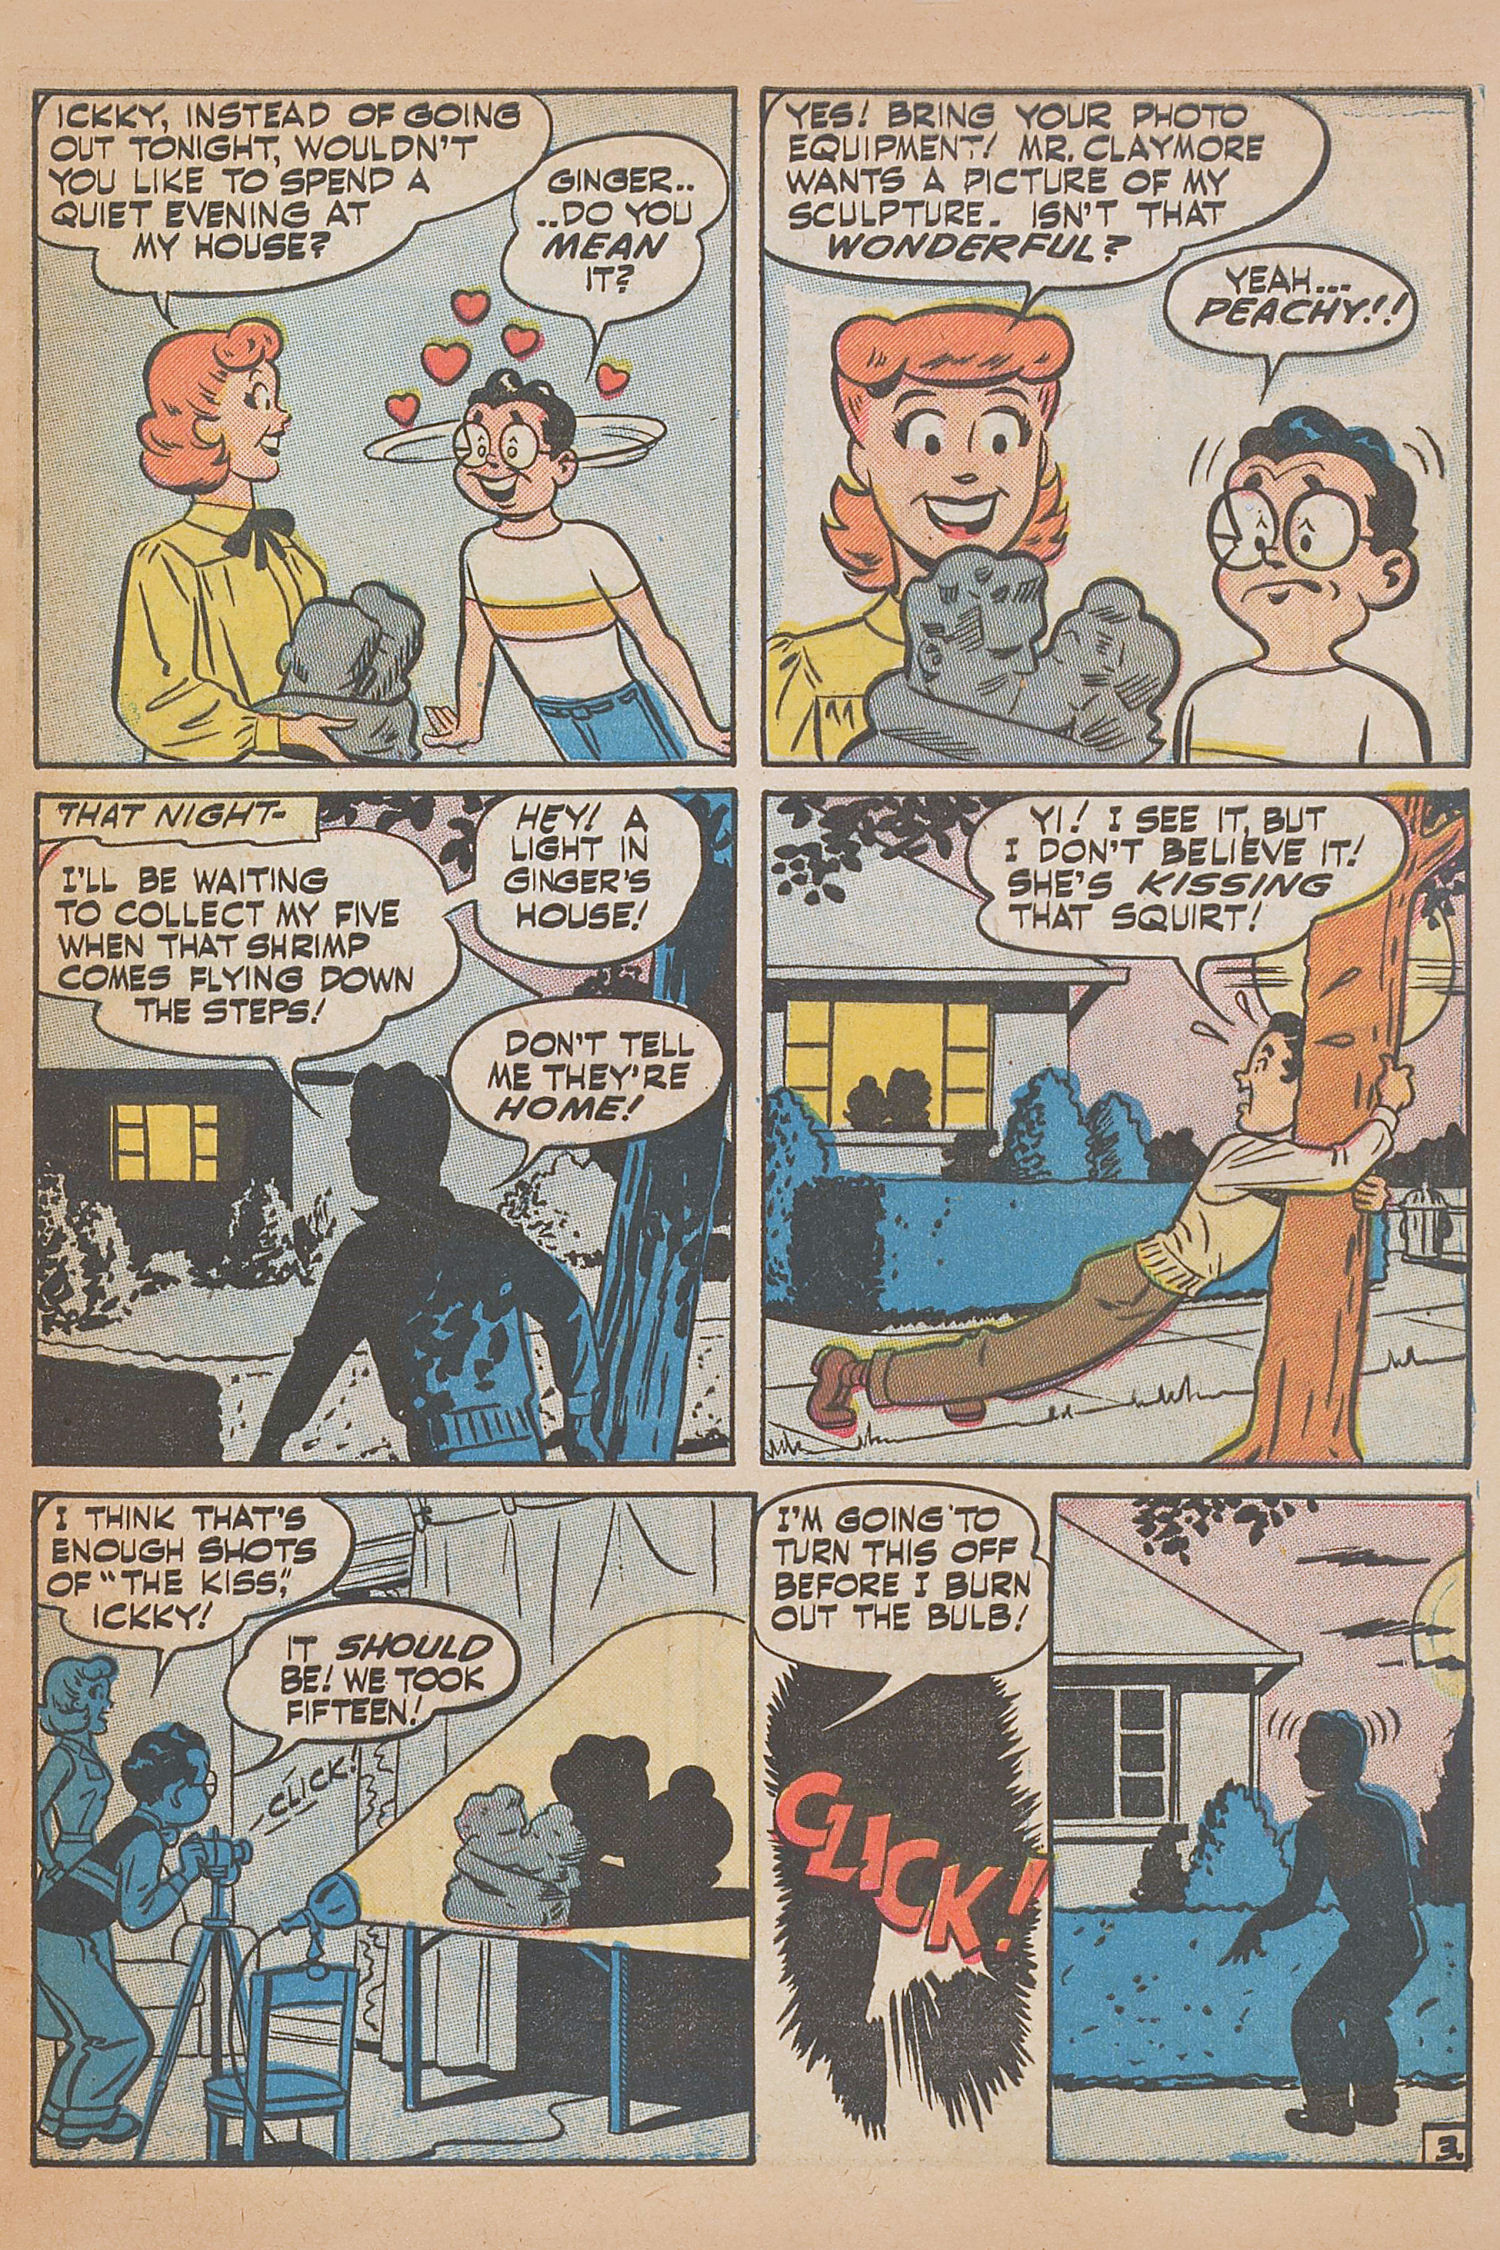 ICKKY, INSTEAD OF GOING
OUT TONIGHT, WOULDN'T
YOU LIKE TO SPEND A
QUIET EVENING AT
MY HOUSE?
GINGER..
..DO YOU
MEAN
IT?
YES! BRING YOUR PHOTO
EQUIPMENT! MR. CLAYMORE
WANTS A PICTURE OF MY
SCULPTURE. ISN'T THAT
WONDERFUL?
YEAH...
PEACHY!!
THAT NIGHT-
I'LL BE WAITING
TO COLLECT MY FIVE
WHEN THAT SHRIMP
COMES FLYING DOWN
THE STEPS!
HEY! A
LIGHT IN
GINGER'S
HOUSE!
DON'T TELL
ME THEY'RE
HOME!
YI! I SEE IT, BUT
I DON'T BELIEVE IT!
SHE'S KISSING
THAT SQUIRT!
I THINK THAT'S
ENOUGH SHOTS
OF "THE KISS,"
ICKKY!
IT SHOULD
BE! WE TOOK
FIFTEEN!
CLICK!
I'M GOING TO
TURN THIS OFF
BEFORE I BURN
OUT THE BULB!
CLICK!
3.